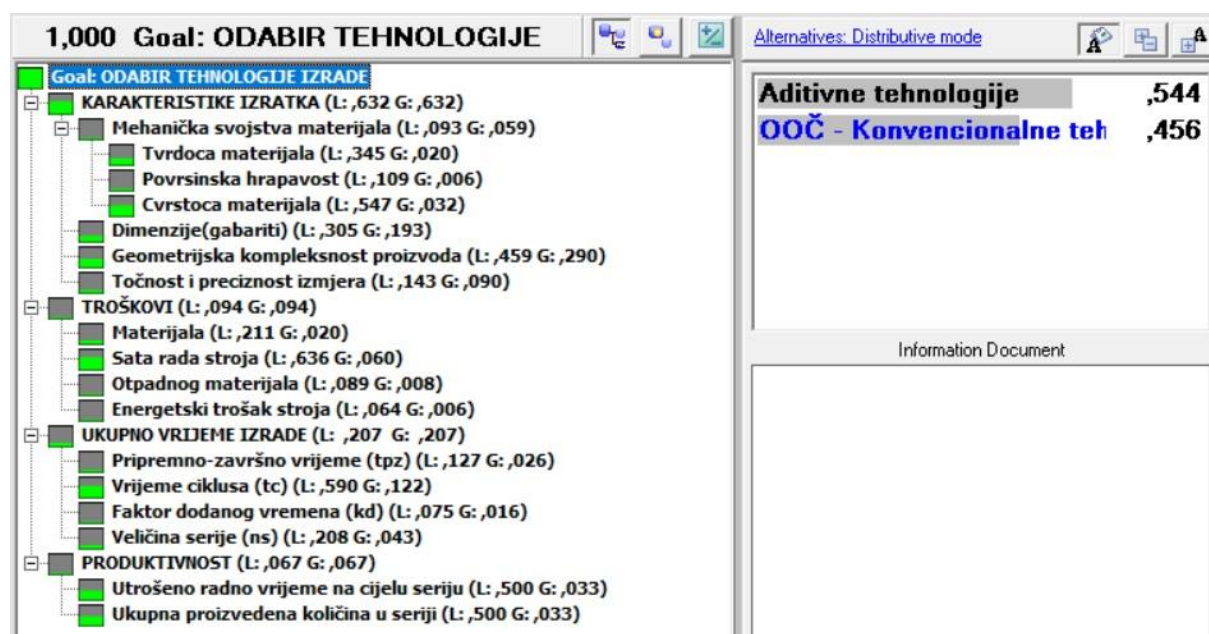 1,000 Goal: ODABIR TEHNOLOGIJE
Alternatives: Distributive mode
Goal: ODABIR TEHNOLOGIJE IZRADE
KARAKTERISTIKE IZRATKA (L: ,632 G: ,632)
Mehanička svojstva materijala (L: ,093 G: ,059)
Tvrdoca materijala (L: ,345 G: ,020)
Povrsinska hrapavost (L: ,109 G: ,006)
Cvrstoca materijala (L: ,547 G: ,032)
Dimenzije(gabariti) (L: ,305 G: ,193)
Geometrijska kompleksnost proizvoda (L: ,459 G: ,290)
Točnost i preciznost izmjera (L: ,143 G: ,090)
TROŠKOVI (L: ,094 G: ,094)
Materijala (L: ,211 G: ,020)
Sata rada stroja (L: ,636 G: ,060)
Otpadnog materijala (L: ,089 G: ,008)
Energetski trošak stroja (L: ,064 G: ,006)
UKUPNO VRIJEME IZRADE (L: ,207 G: ,207)
Pripremno-završno vrijeme (tpz) (L: ,127 G: ,026)
Vrijeme ciklusa (tc) (L: ,590 G: ,122)
Faktor dodanog vremena (kd) (L: ,075 G: ,016)
Veličina serije (ns) (L: ,208 G: ,043)
PRODUKTIVNOST (L: ,067 G: ,067)
Utrošeno radno vrijeme na cijelu seriju (L: ,500 G: ,033)
Ukupna proizvedena količina u seriji (L: ,500 G: ,033)
Aditivne tehnologije ,544
OOČ - Konvencionalne teh ,456
Information Document